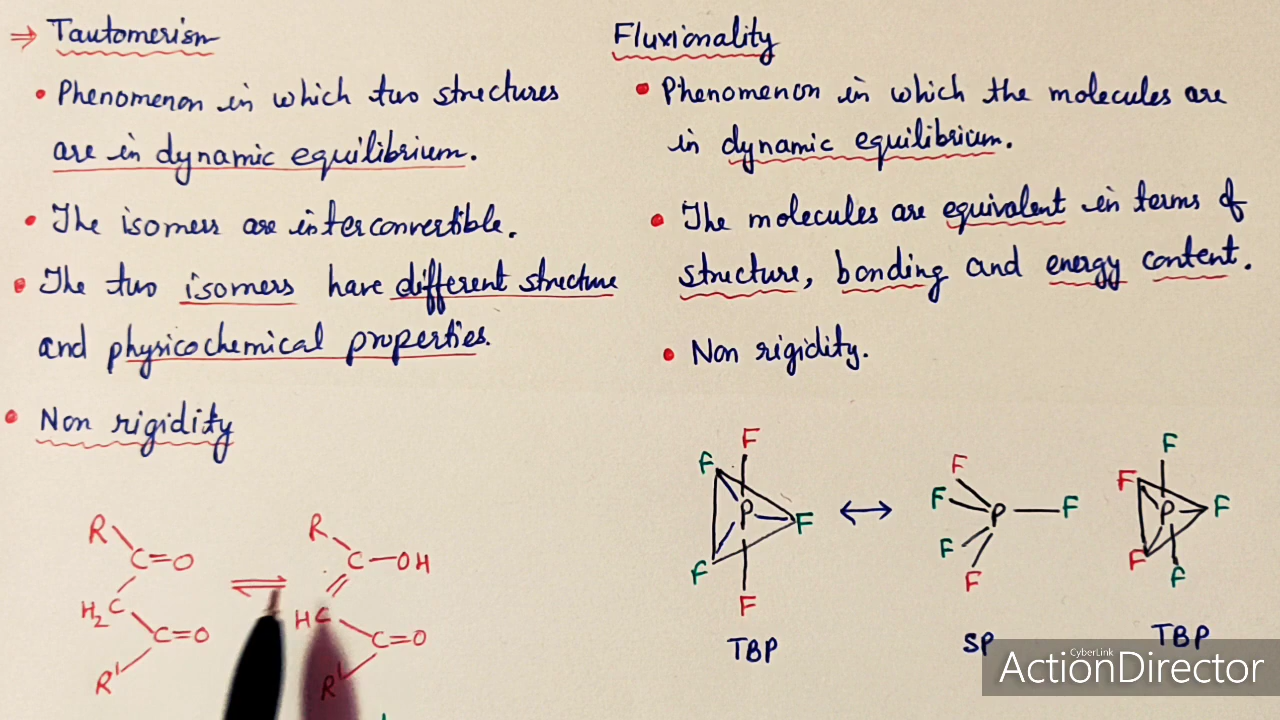 ⇒ Tautomerism
• Phenomenon in which two structures
are in dynamic equilibrium.
• The isomers are interconvertible.
• The two isomers have different structure
and physicochemical properties.
• Non rigidity
R
C=O
H2C
C=O
R'
⇌
R
C—OH
HC
C=O
R'
Fluxionality
• Phenomenon in which the molecules are
in dynamic equilibrium.
• The molecules are equivalent in terms of
structure, bonding and energy content.
• Non rigidity.
F
F
P
F
F
F
TBP
↔
F
F
P
F
F
F
SP
F
F
P
F
F
F
TBP
CyberLink
ActionDirector